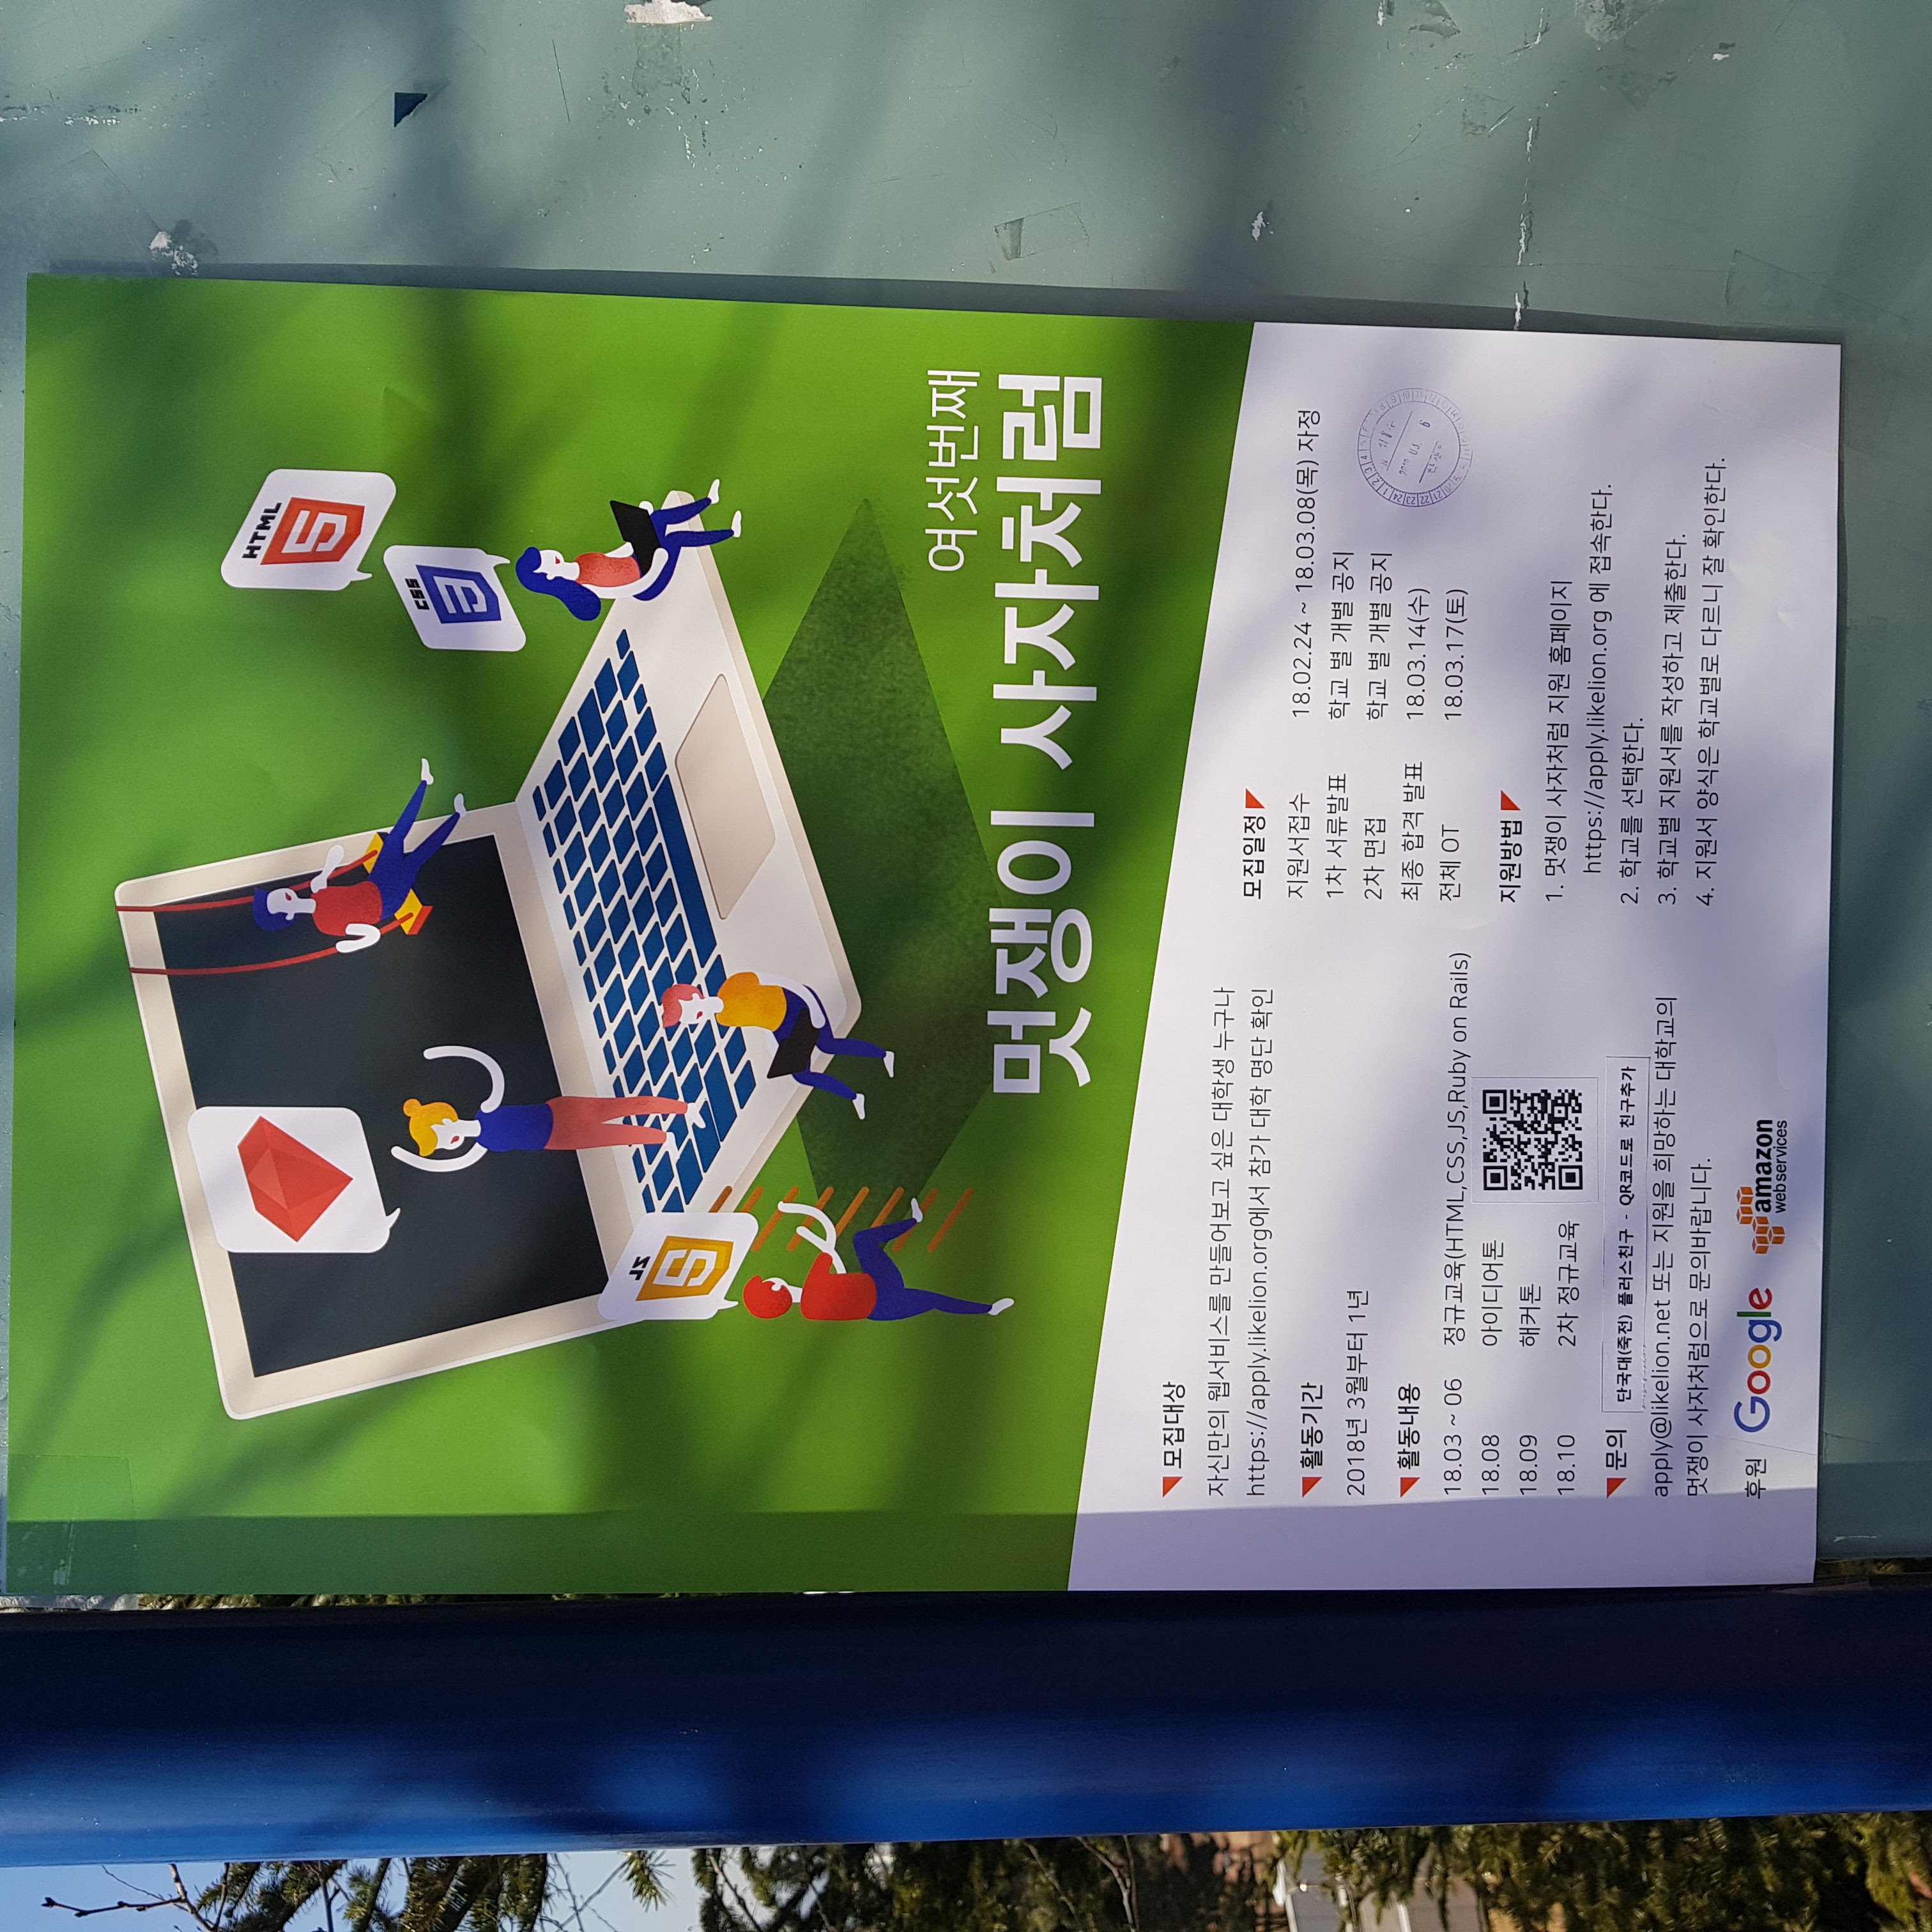 HTML
5
CSS
3
JS
5
여섯번째
멋쟁이 사자처럼
모집대상
자신만의 웹서비스를 만들어보고 싶은 대학생 누구나
https://apply.likelion.org에서 참가 대학 명단 확인
활동기간
2018년 3월부터 1년
활동내용
18.03 ~ 06 정규교육(HTML,CSS,JS,Ruby on Rails)
18.08 아이디어톤
18.09 해커톤
18.10 2차 정규교육
문의 단국대(죽전) 플러스친구 - QR코드로 친구추가
apply@likelion.net 또는 지원을 희망하는 대학교의
멋쟁이 사자처럼으로 문의바랍니다.
후원 Google amazon
web services
모집일정
지원서접수 18.02.24 ~ 18.03.08(목) 자정
1차 서류발표 학교 별 개별 공지
2차 면접 학교 별 개별 공지
최종 합격 발표 18.03.14(수)
전체 OT 18.03.17(토)
지원방법
1. 멋쟁이 사자처럼 지원 홈페이지
https://apply.likelion.org 에 접속한다.
2. 학교를 선택한다.
3. 학교별 지원서를 작성하고 제출한다.
4. 지원서 양식은 학교별로 다르니 잘 확인한다.